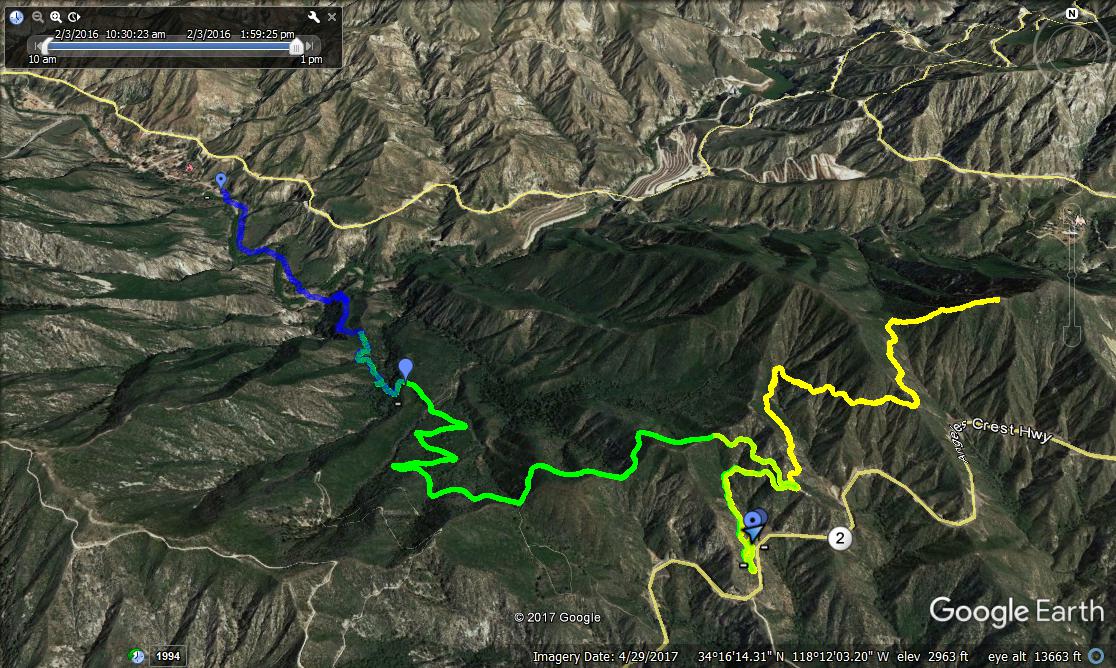 N
2/3/2016 10:30:23 am 2/3/2016 1:59:25 pm
10 am 1 pm
Crest Hwy
2
Google Earth
© 2017 Google
1994
Imagery Date: 4/29/2017 34°16'14.31" N 118°12'03.20" W elev 2963 ft eye alt 13663 ft